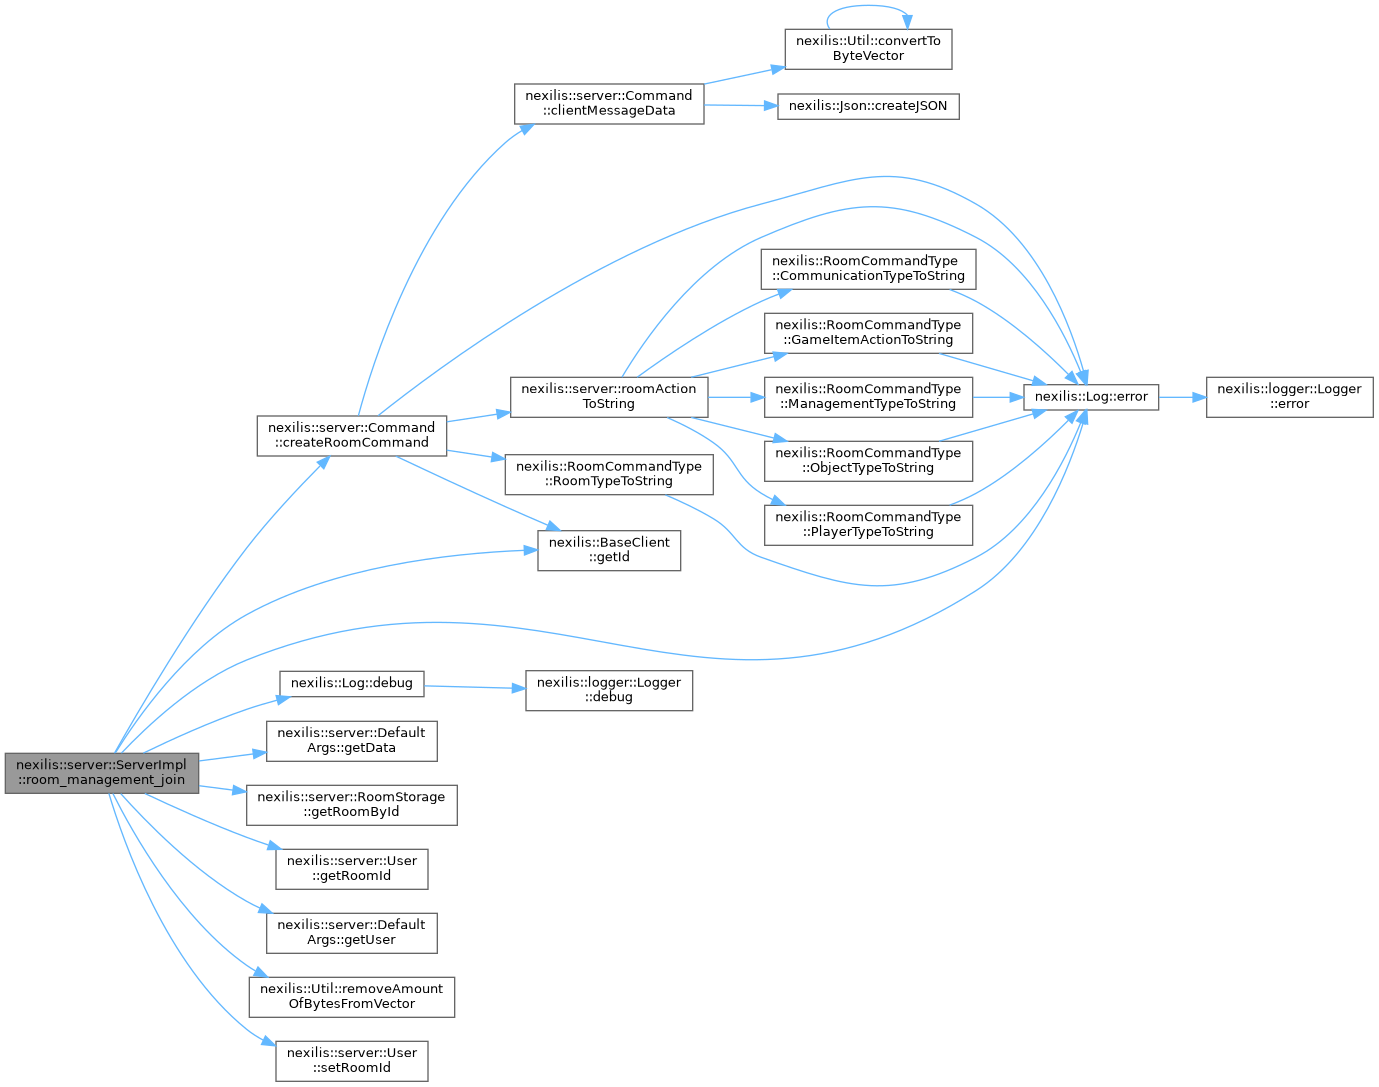 nexilis::Util::convertTo
ByteVector
nexilis::server::Command
::clientMessageData
nexilis::Json::createJSON
nexilis::RoomCommandType
::CommunicationTypeToString
nexilis::RoomCommandType
::GameItemActionToString
nexilis::server::roomAction
ToString
nexilis::RoomCommandType
::ManagementTypeToString
nexilis::Log::error
nexilis::logger::Logger
::error
nexilis::server::Command
::createRoomCommand
nexilis::RoomCommandType
::ObjectTypeToString
nexilis::RoomCommandType
::RoomTypeToString
nexilis::RoomCommandType
::PlayerTypeToString
nexilis::BaseClient
::getId
nexilis::Log::debug
nexilis::logger::Logger
::debug
nexilis::server::Default
Args::getData
nexilis::server::ServerImpl
::room_management_join
nexilis::server::RoomStorage
::getRoomById
nexilis::server::User
::getRoomId
nexilis::server::Default
Args::getUser
nexilis::Util::removeAmount
OfBytesFromVector
nexilis::server::User
::setRoomId